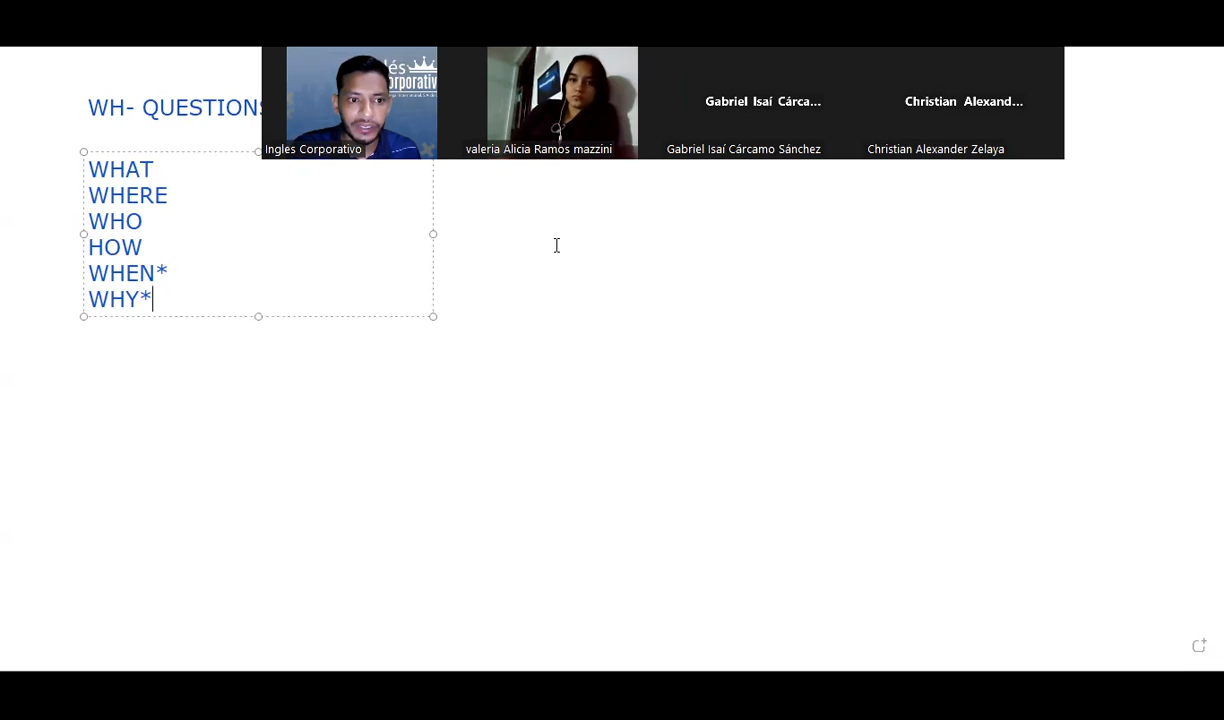 WH- QUESTIONS
WHAT
WHERE
WHO
HOW
WHEN*
WHY*
Ingles Corporativo
valeria Alicia Ramos mazzini
Gabriel Isaí Cárca...
Gabriel Isaí Cárcamo Sánchez
Christian Alexand...
Christian Alexander Zelaya